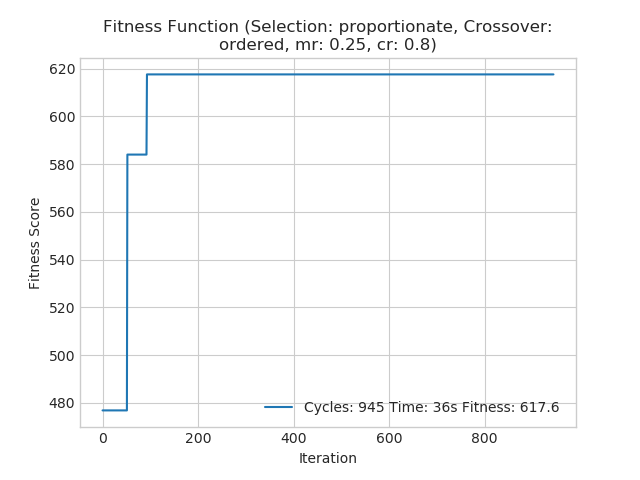 Fitness Function (Selection: proportionate, Crossover:
ordered, mr: 0.25, cr: 0.8)
620
600
580
560
540
520
500
480
Fitness Score
Cycles: 945 Time: 36s Fitness: 617.6
0
200
400
600
800
Iteration